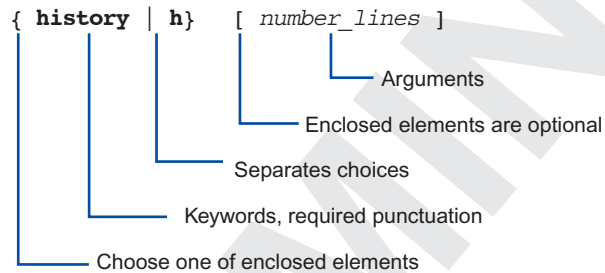 { history | h} [ number_lines ]
Arguments
Enclosed elements are optional
Separates choices
Keywords, required punctuation
Choose one of enclosed elements